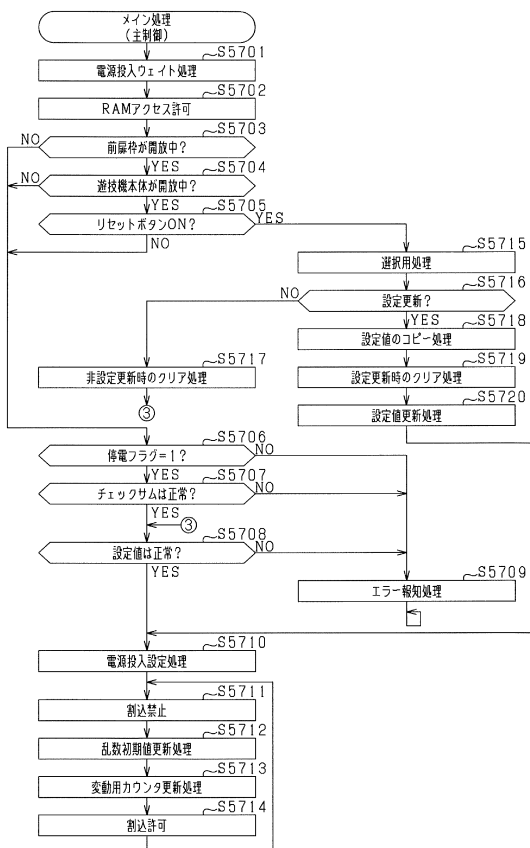 メイン処理
(主制御)
S5701
電源投入ウェイト処理
S5702
RAMアクセス許可
S5703
NO
前扉枠が開放中?
YES
S5704
NO
遊技機本体が開放中?
YES
S5705
リセットボタンON?
YES
NO
S5715
選択用処理
S5716
NO
設定更新?
YES
S5718
設定値のコピー処理
S5717
非設定更新時のクリア処理
S5719
設定更新時のクリア処理
③
S5720
設定値更新処理
S5706
停電フラグ=1?
NO
YES
S5707
チェックサムは正常?
NO
YES
③
S5708
設定値は正常?
NO
YES
S5709
エラー報知処理
S5710
電源投入設定処理
S5711
割込禁止
S5712
乱数初期値更新処理
S5713
変動用カウンタ更新処理
S5714
割込許可